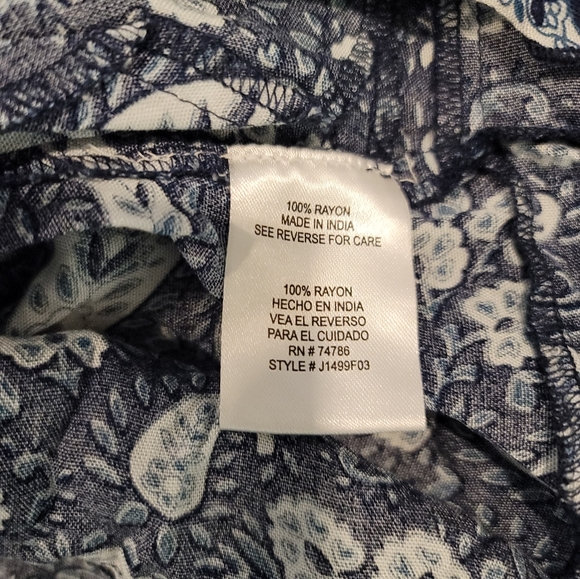 100% RAYON
MADE IN INDIA
SEE REVERSE FOR CARE
100% RAYON
HECHO EN INDIA
VEA EL REVERSO
PARA EL CUIDADO
RN # 74786
STYLE # J1499F03